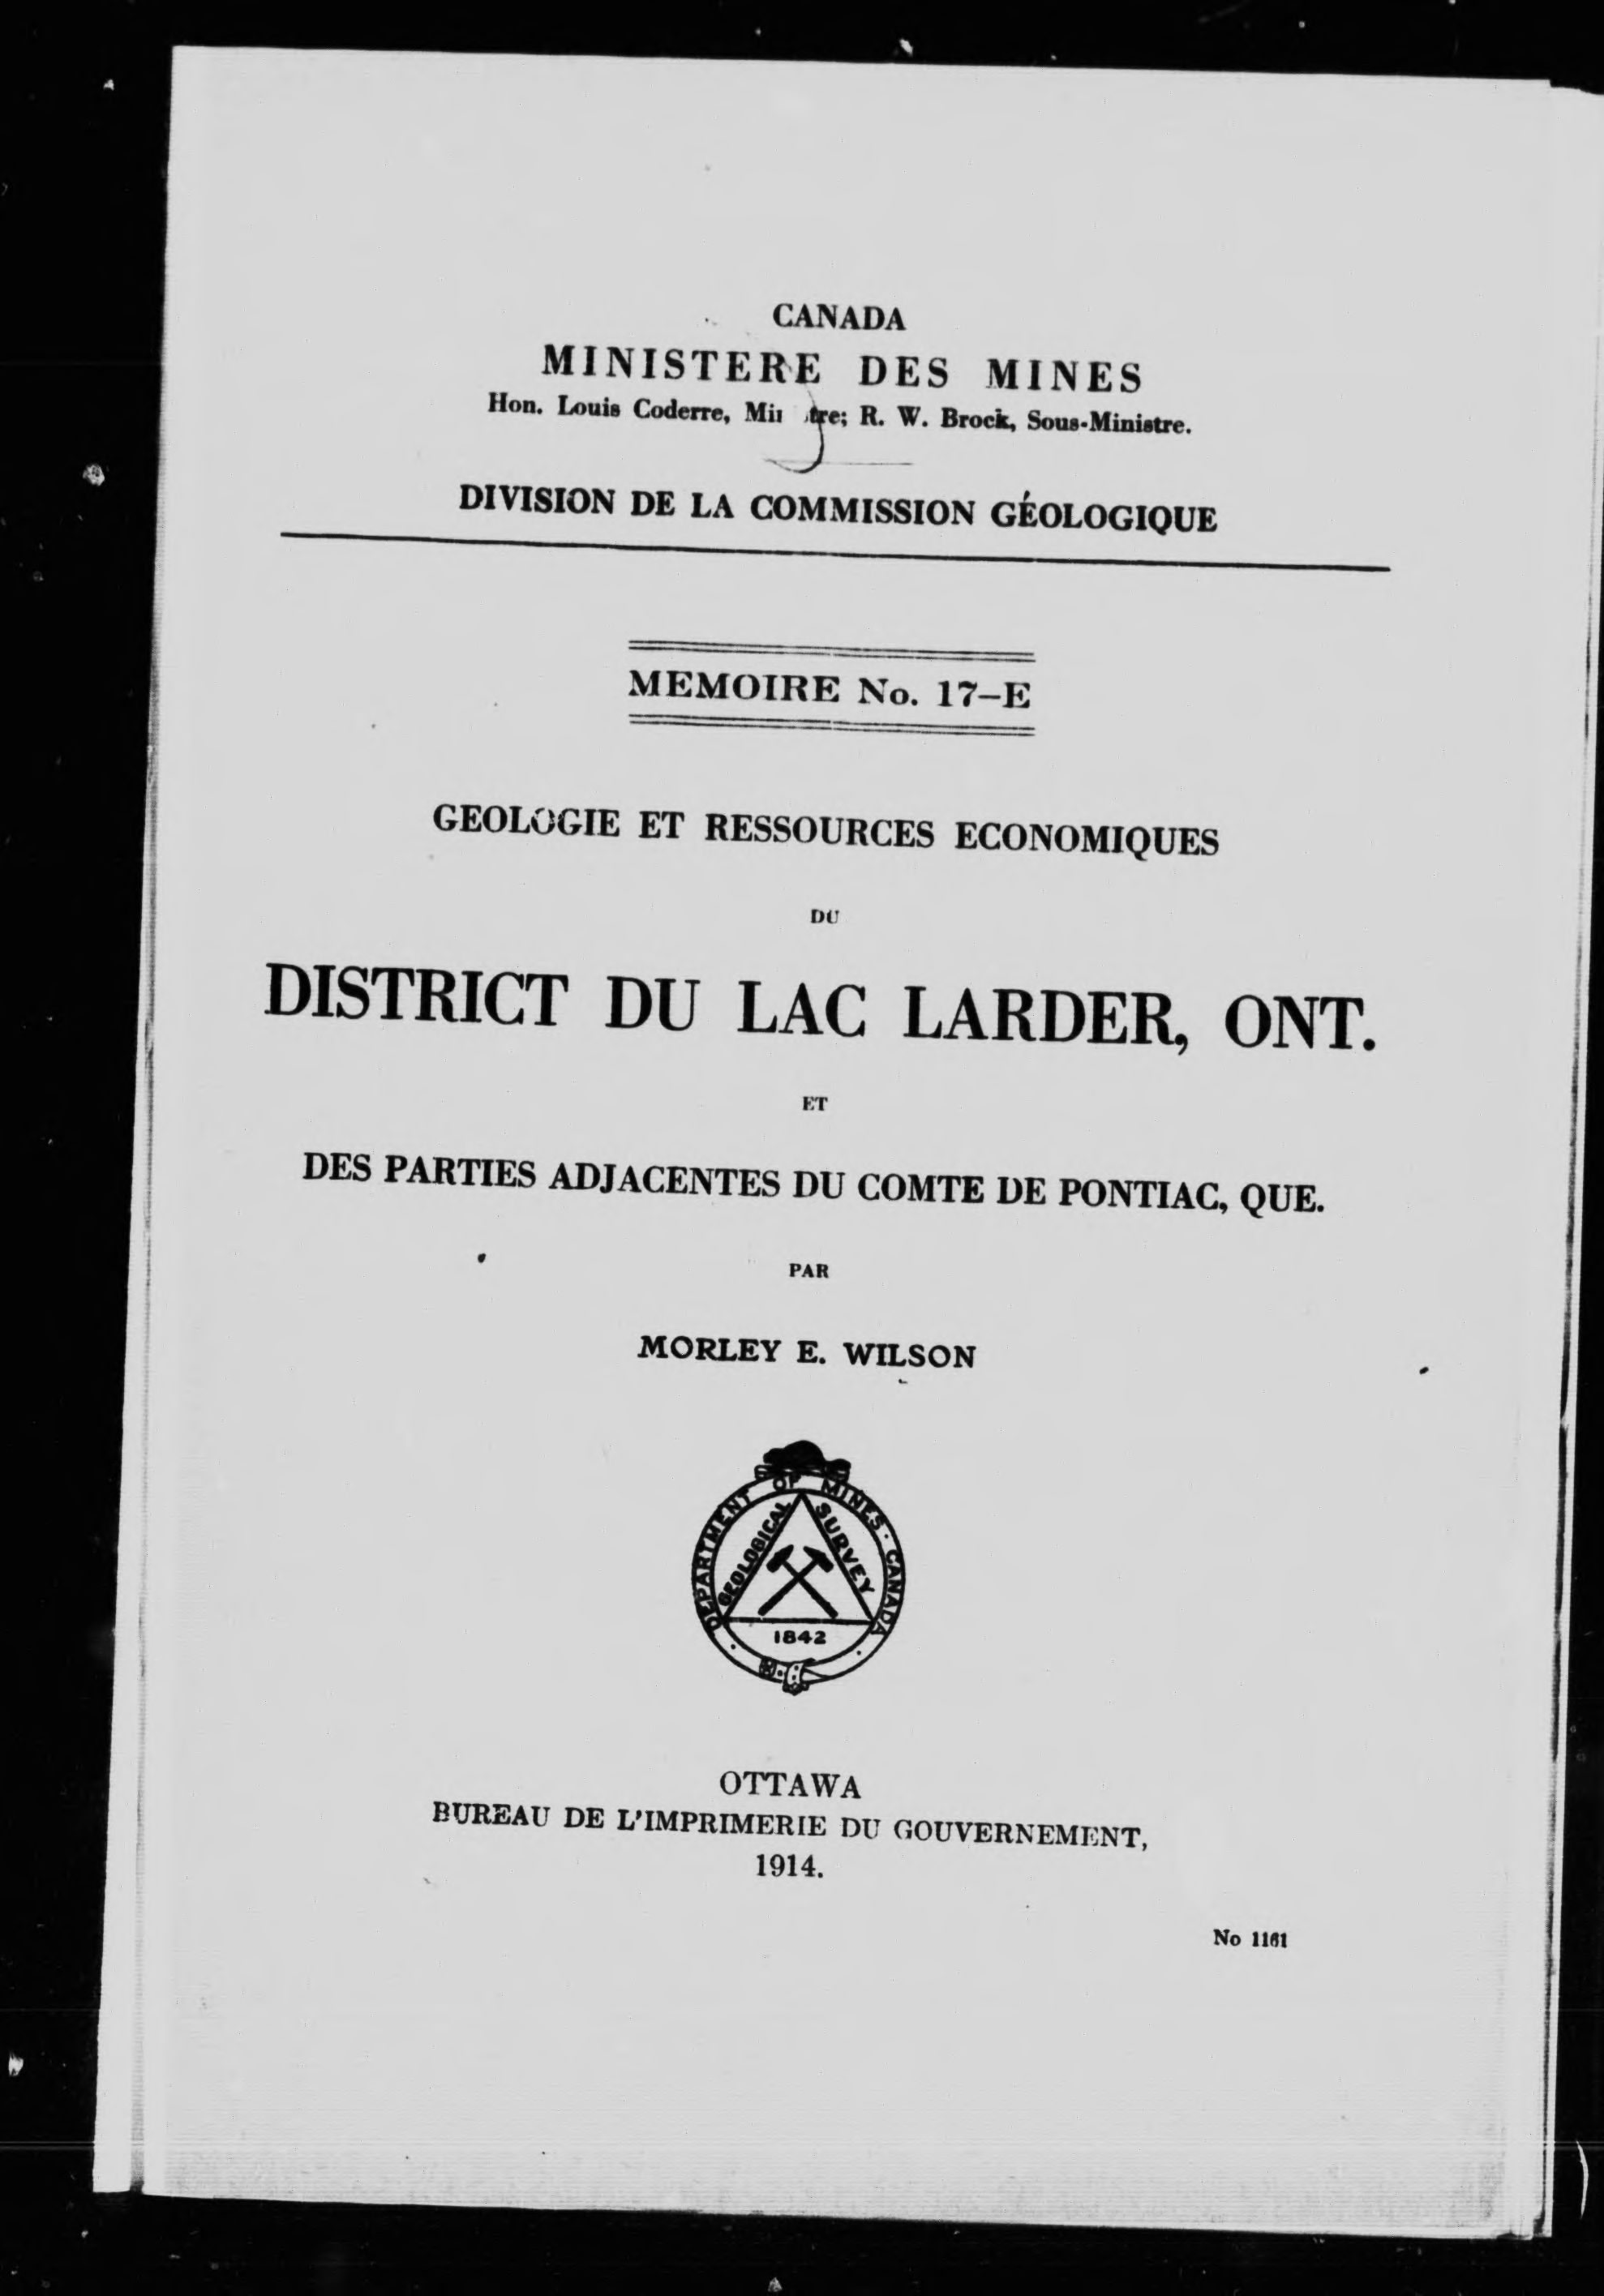 CANADA
MINISTERE DES MINES
Hon. Louis Coderre, R. W. Brock, Sous-Ministre.
DIVISION DE LA COMMISSION GÉOLOGIQUE
MEMOIRE No. 17-E
GEOLOGIE ET RESSOURCES ECONOMIQUES
DU
DISTRICT DU LAC LARDER, ONT.
ET
DES PARTIES ADJACENTES DU COMTE DE PONTIAC, QUE.
PAR
MORLEY E. WILSON
DEPARTMENT OF MINES · CANADA
GEOLOGICAL SURVEY
1842
OTTAWA
BUREAU DE L'IMPRIMERIE DU GOUVERNEMENT,
1914.
No 1161